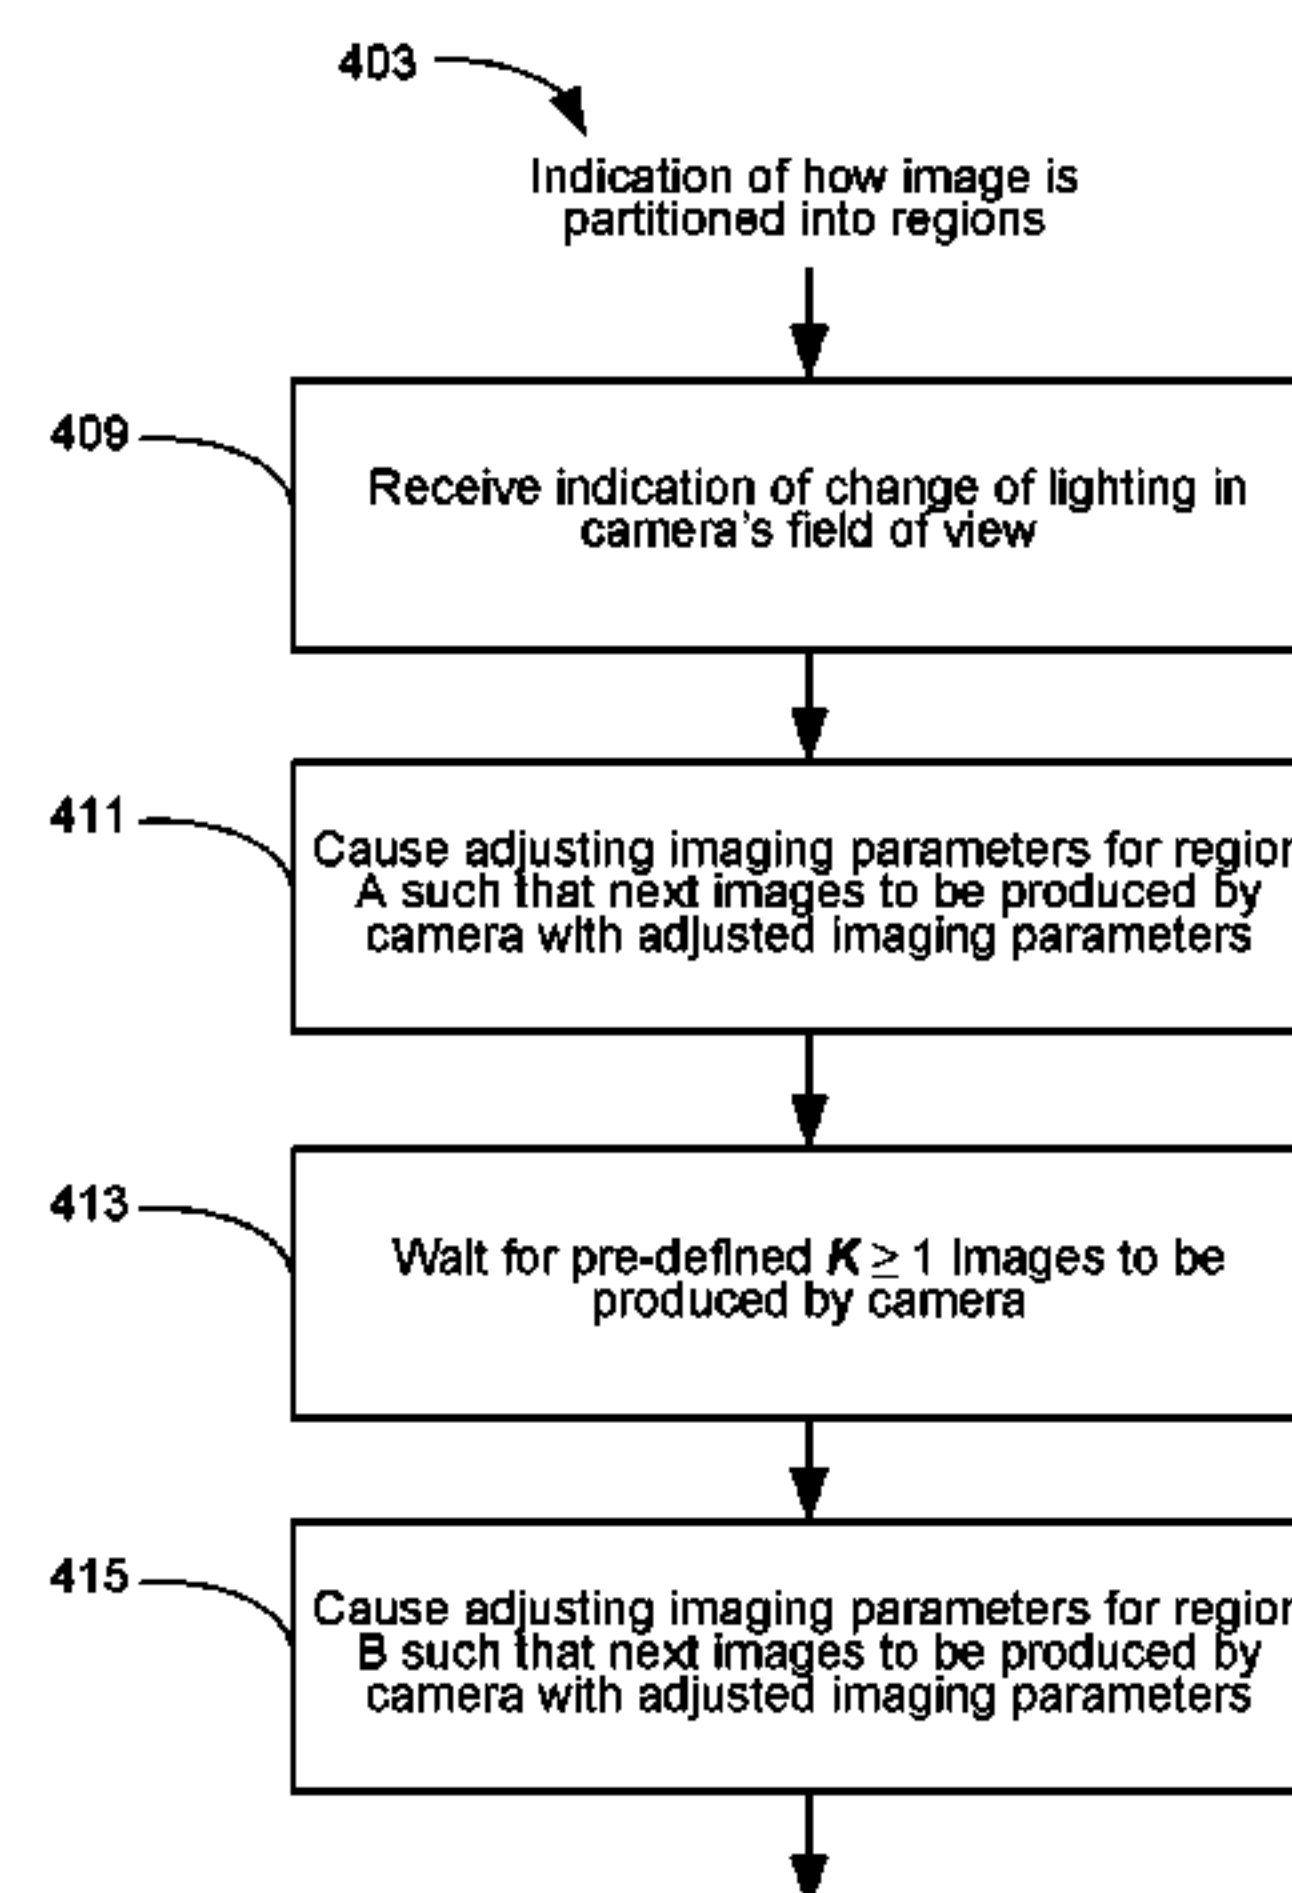 403
Indication of how image is
partitioned into regions
409
Receive indication of change of lighting in
camera's field of view
411
Cause adjusting imaging parameters for region
A such that next images to be produced by
camera with adjusted imaging parameters
413
Wait for pre-defined K ≥ 1 images to be
produced by camera
415
Cause adjusting imaging parameters for region
B such that next images to be produced by
camera with adjusted imaging parameters